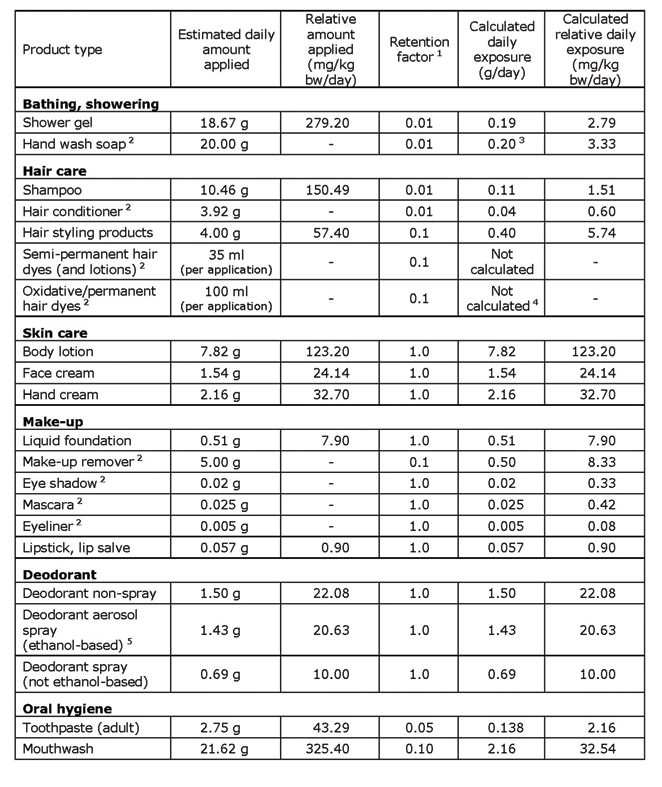 Product type Estimated daily amount applied Relative amount applied (mg/kg bw/day) Retention factor 1 Calculated daily exposure (g/day) Calculated relative daily exposure (mg/kg bw/day)
Bathing, showering
Shower gel 18.67 g 279.20 0.01 0.19 2.79
Hand wash soap 2 20.00 g - 0.01 0.20 3 3.33
Hair care
Shampoo 10.46 g 150.49 0.01 0.11 1.51
Hair conditioner 2 3.92 g - 0.01 0.04 0.60
Hair styling products 4.00 g 57.40 0.1 0.40 5.74
Semi-permanent hair dyes (and lotions) 2 35 ml (per application) - 0.1 Not calculated -
Oxidative/permanent hair dyes 2 100 ml (per application) - 0.1 Not calculated 4 -
Skin care
Body lotion 7.82 g 123.20 1.0 7.82 123.20
Face cream 1.54 g 24.14 1.0 1.54 24.14
Hand cream 2.16 g 32.70 1.0 2.16 32.70
Make-up
Liquid foundation 0.51 g 7.90 1.0 0.51 7.90
Make-up remover 2 5.00 g - 0.1 0.50 8.33
Eye shadow 2 0.02 g - 1.0 0.02 0.33
Mascara 2 0.025 g - 1.0 0.025 0.42
Eyeliner 2 0.005 g - 1.0 0.005 0.08
Lipstick, lip salve 0.057 g 0.90 1.0 0.057 0.90
Deodorant
Deodorant non-spray 1.50 g 22.08 1.0 1.50 22.08
Deodorant aerosol spray (ethanol-based) 5 1.43 g 20.63 1.0 1.43 20.63
Deodorant spray (not ethanol-based) 0.69 g 10.00 1.0 0.69 10.00
Oral hygiene
Toothpaste (adult) 2.75 g 43.29 0.05 0.138 2.16
Mouthwash 21.62 g 325.40 0.10 2.16 32.54